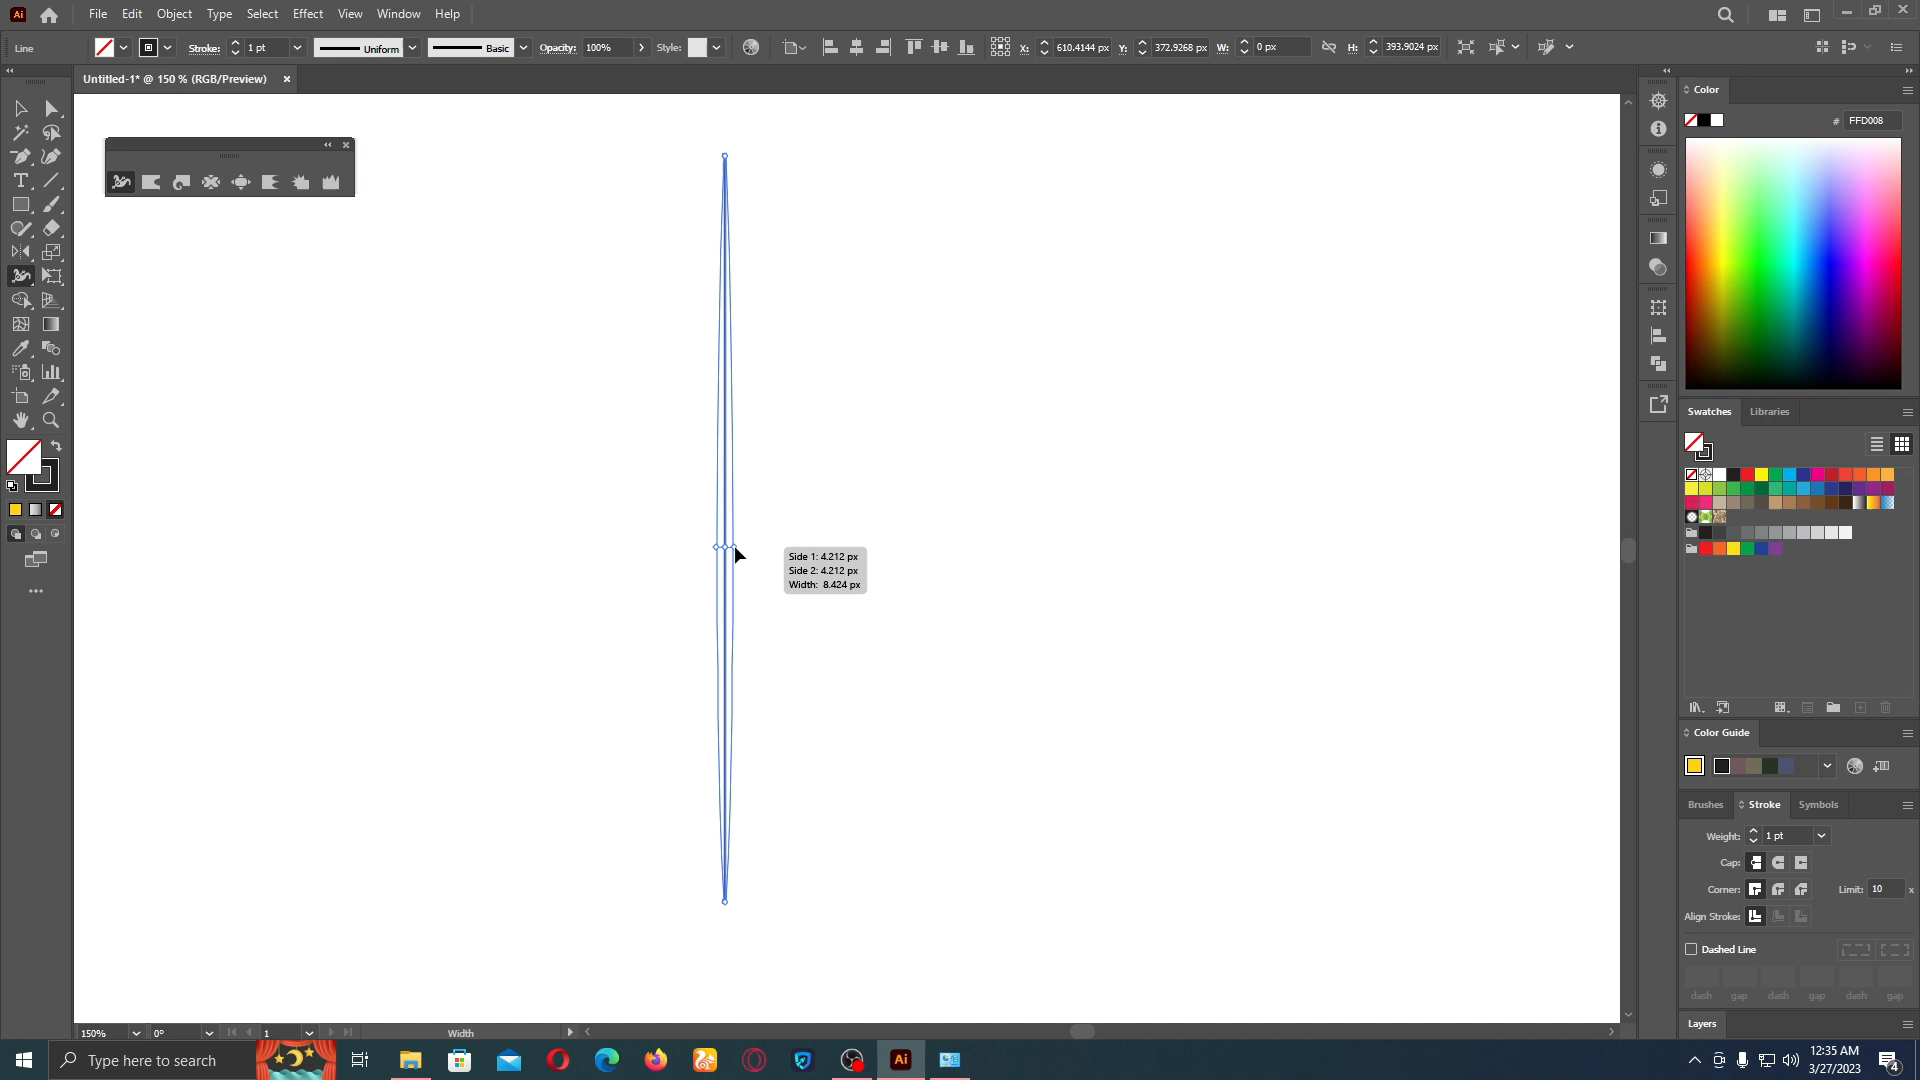 Ai File Edit Object Type Select Effect View Window Help
Line Stroke: 1 pt Uniform Basic Opacity: 100% Style: X: 610.4144 px Y: 372.9268 px W: 0 px H: 393.9024 px
Untitled-1* @ 150 % (RGB/Preview)
Color
# FFD008
Side 1: 4.212 px
Side 2: 4.212 px
Width: 8.424 px
Swatches Libraries
Color Guide
Brushes Stroke Symbols
Weight: 1 pt
Cap:
Corner: Limit: 10 x
Align Stroke:
Dashed Line
dash gap dash gap dash gap
Layers
150% 0° 1 Width
Type here to search
Ai
12:35 AM
3/27/2023
4